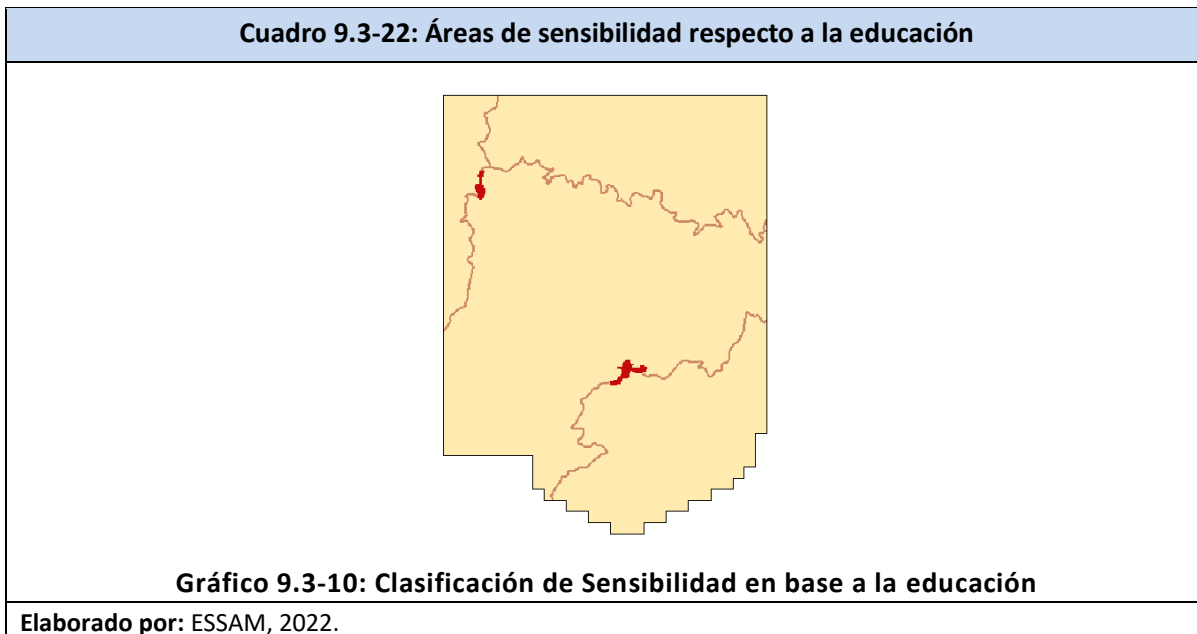 Cuadro 9.3-22: Áreas de sensibilidad respecto a la educación
Gráfico 9.3-10: Clasificación de Sensibilidad en base a la educación
Elaborado por: ESSAM, 2022.